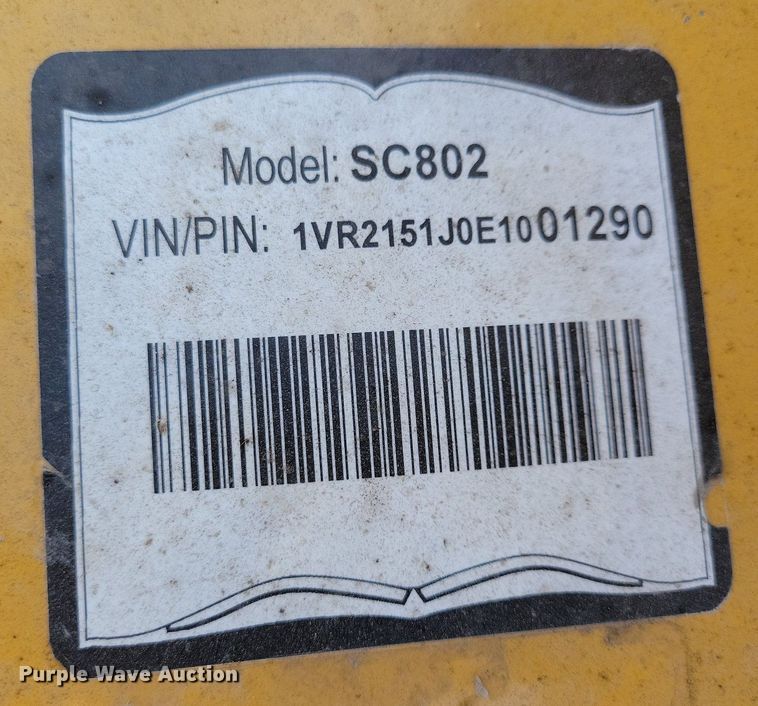 Model: SC802
VIN/PIN: 1VR2151J0E1001290
Purple Wave Auction